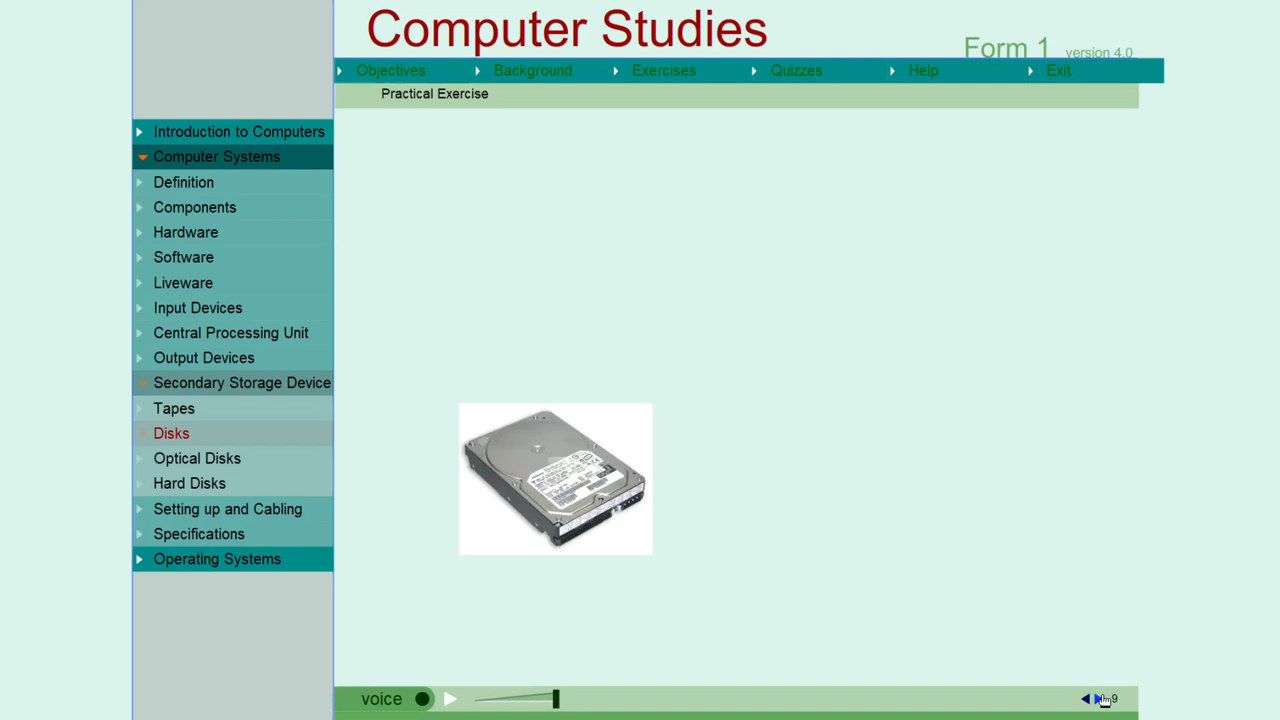 Computer Studies
Form 1 version 4.0
Objectives Background Exercises Quizzes Help Exit
Practical Exercise
Introduction to Computers
Computer Systems
Definition
Components
Hardware
Software
Liveware
Input Devices
Central Processing Unit
Output Devices
Secondary Storage Device
Tapes
Disks
Optical Disks
Hard Disks
Setting up and Cabling
Specifications
Operating Systems
voice